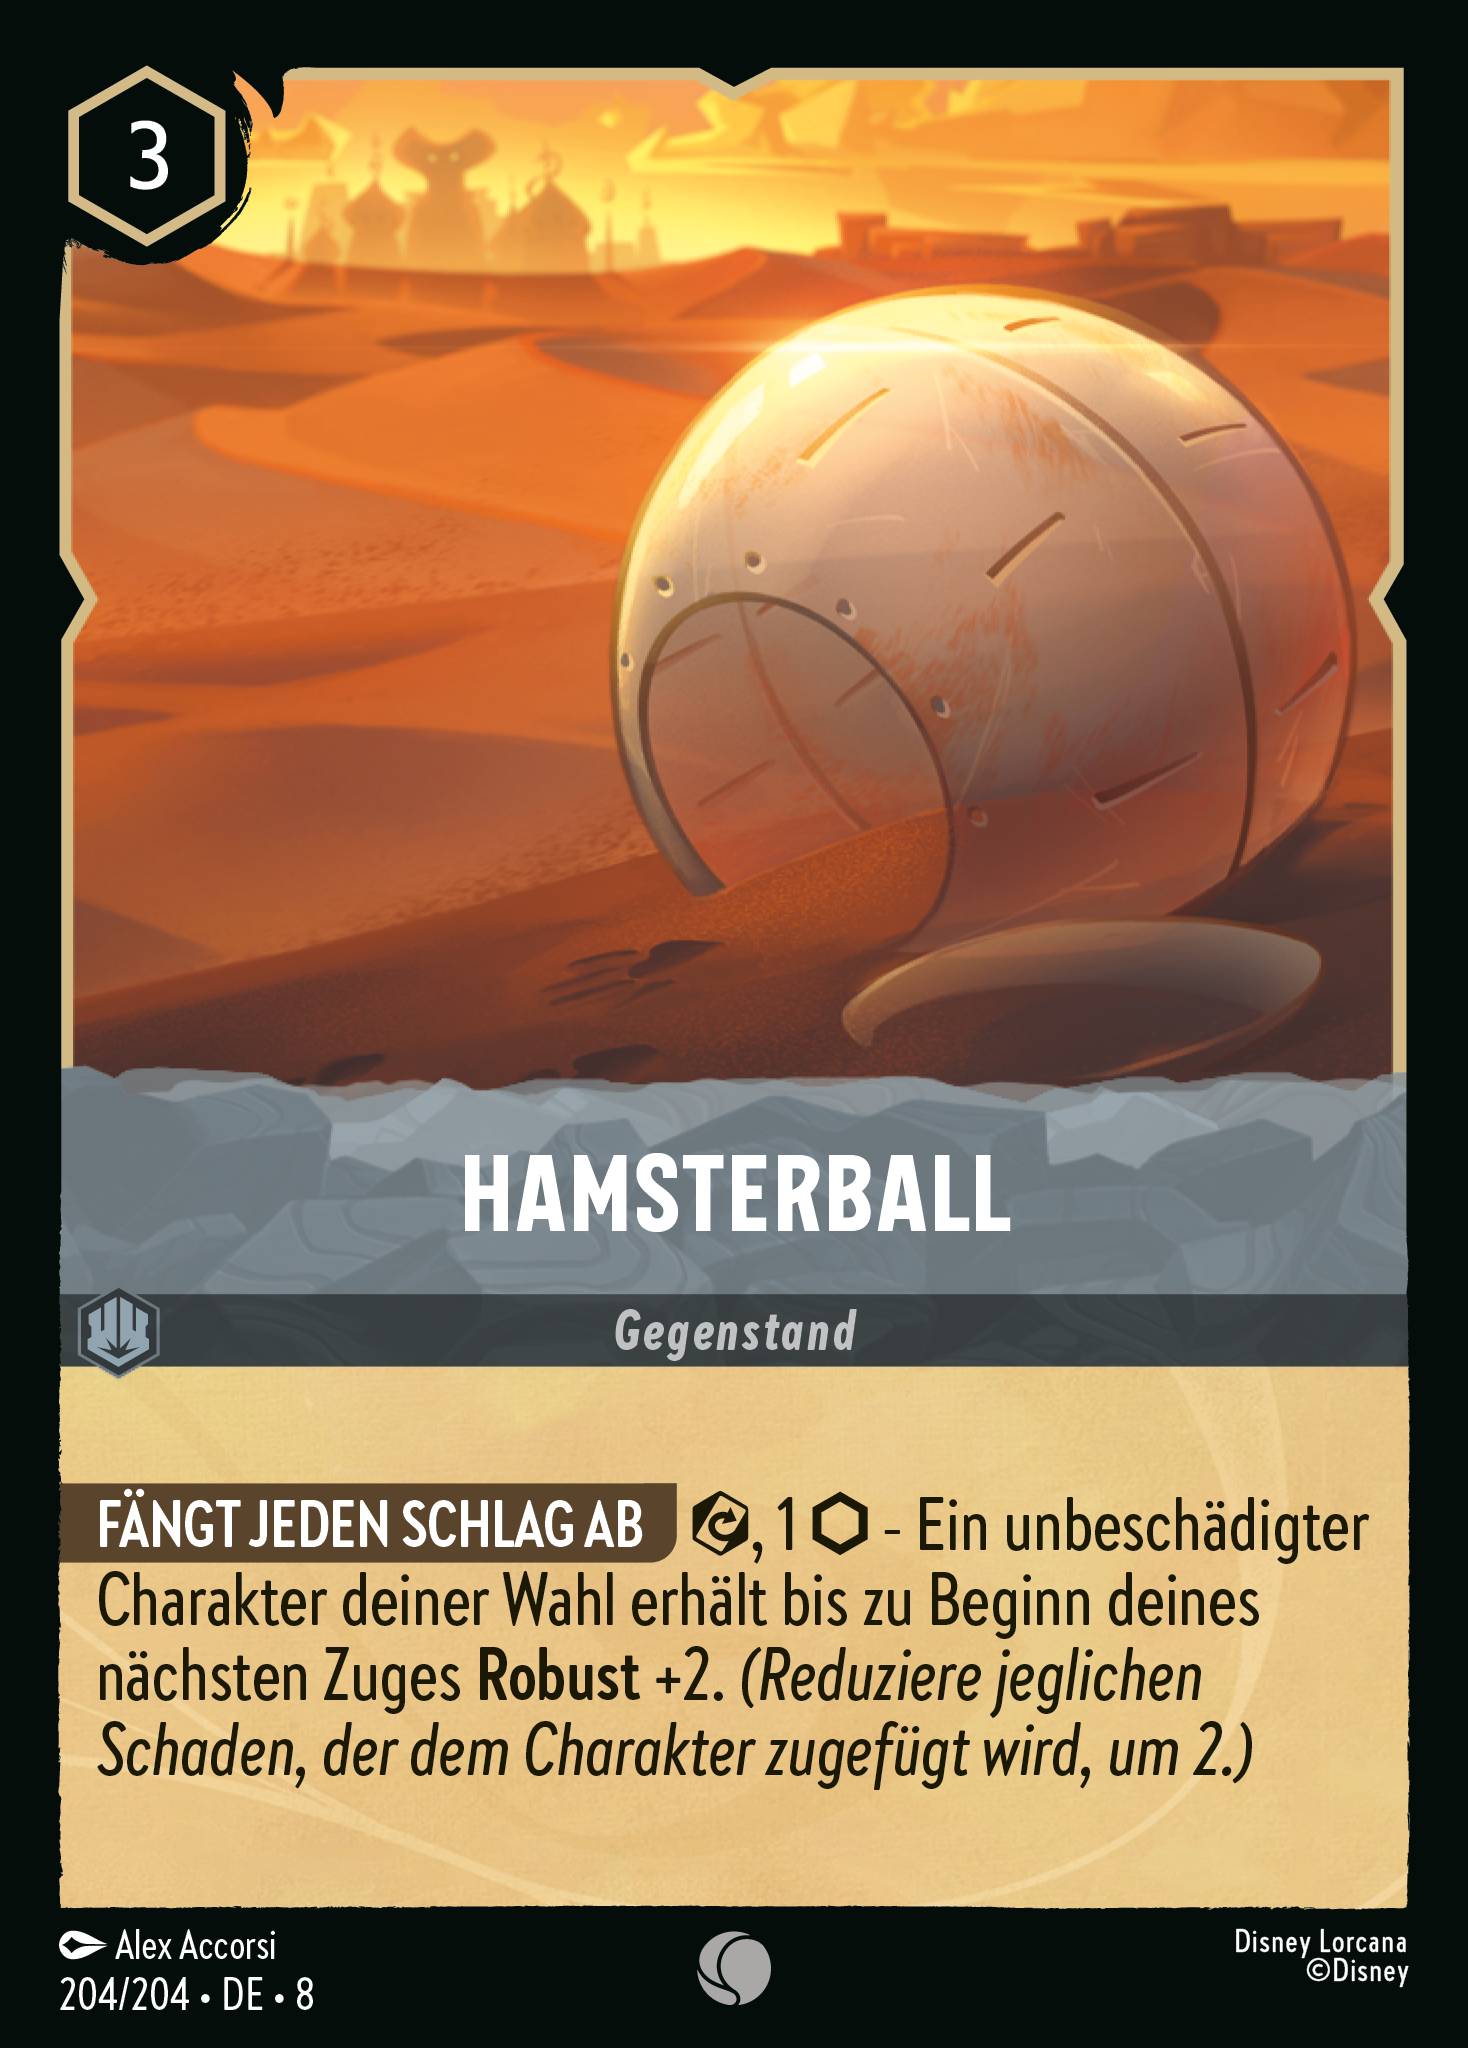 3
HAMSTERBALL
Gegenstand
FÄNGT JEDEN SCHLAG AB , 1 - Ein unbeschädigter
Charakter deiner Wahl erhält bis zu Beginn deines
nächsten Zuges Robust +2. (Reduziere jeglichen
Schaden, der dem Charakter zugefügt wird, um 2.)
Alex Accorsi
204/204 • DE • 8
Disney Lorcana
©Disney